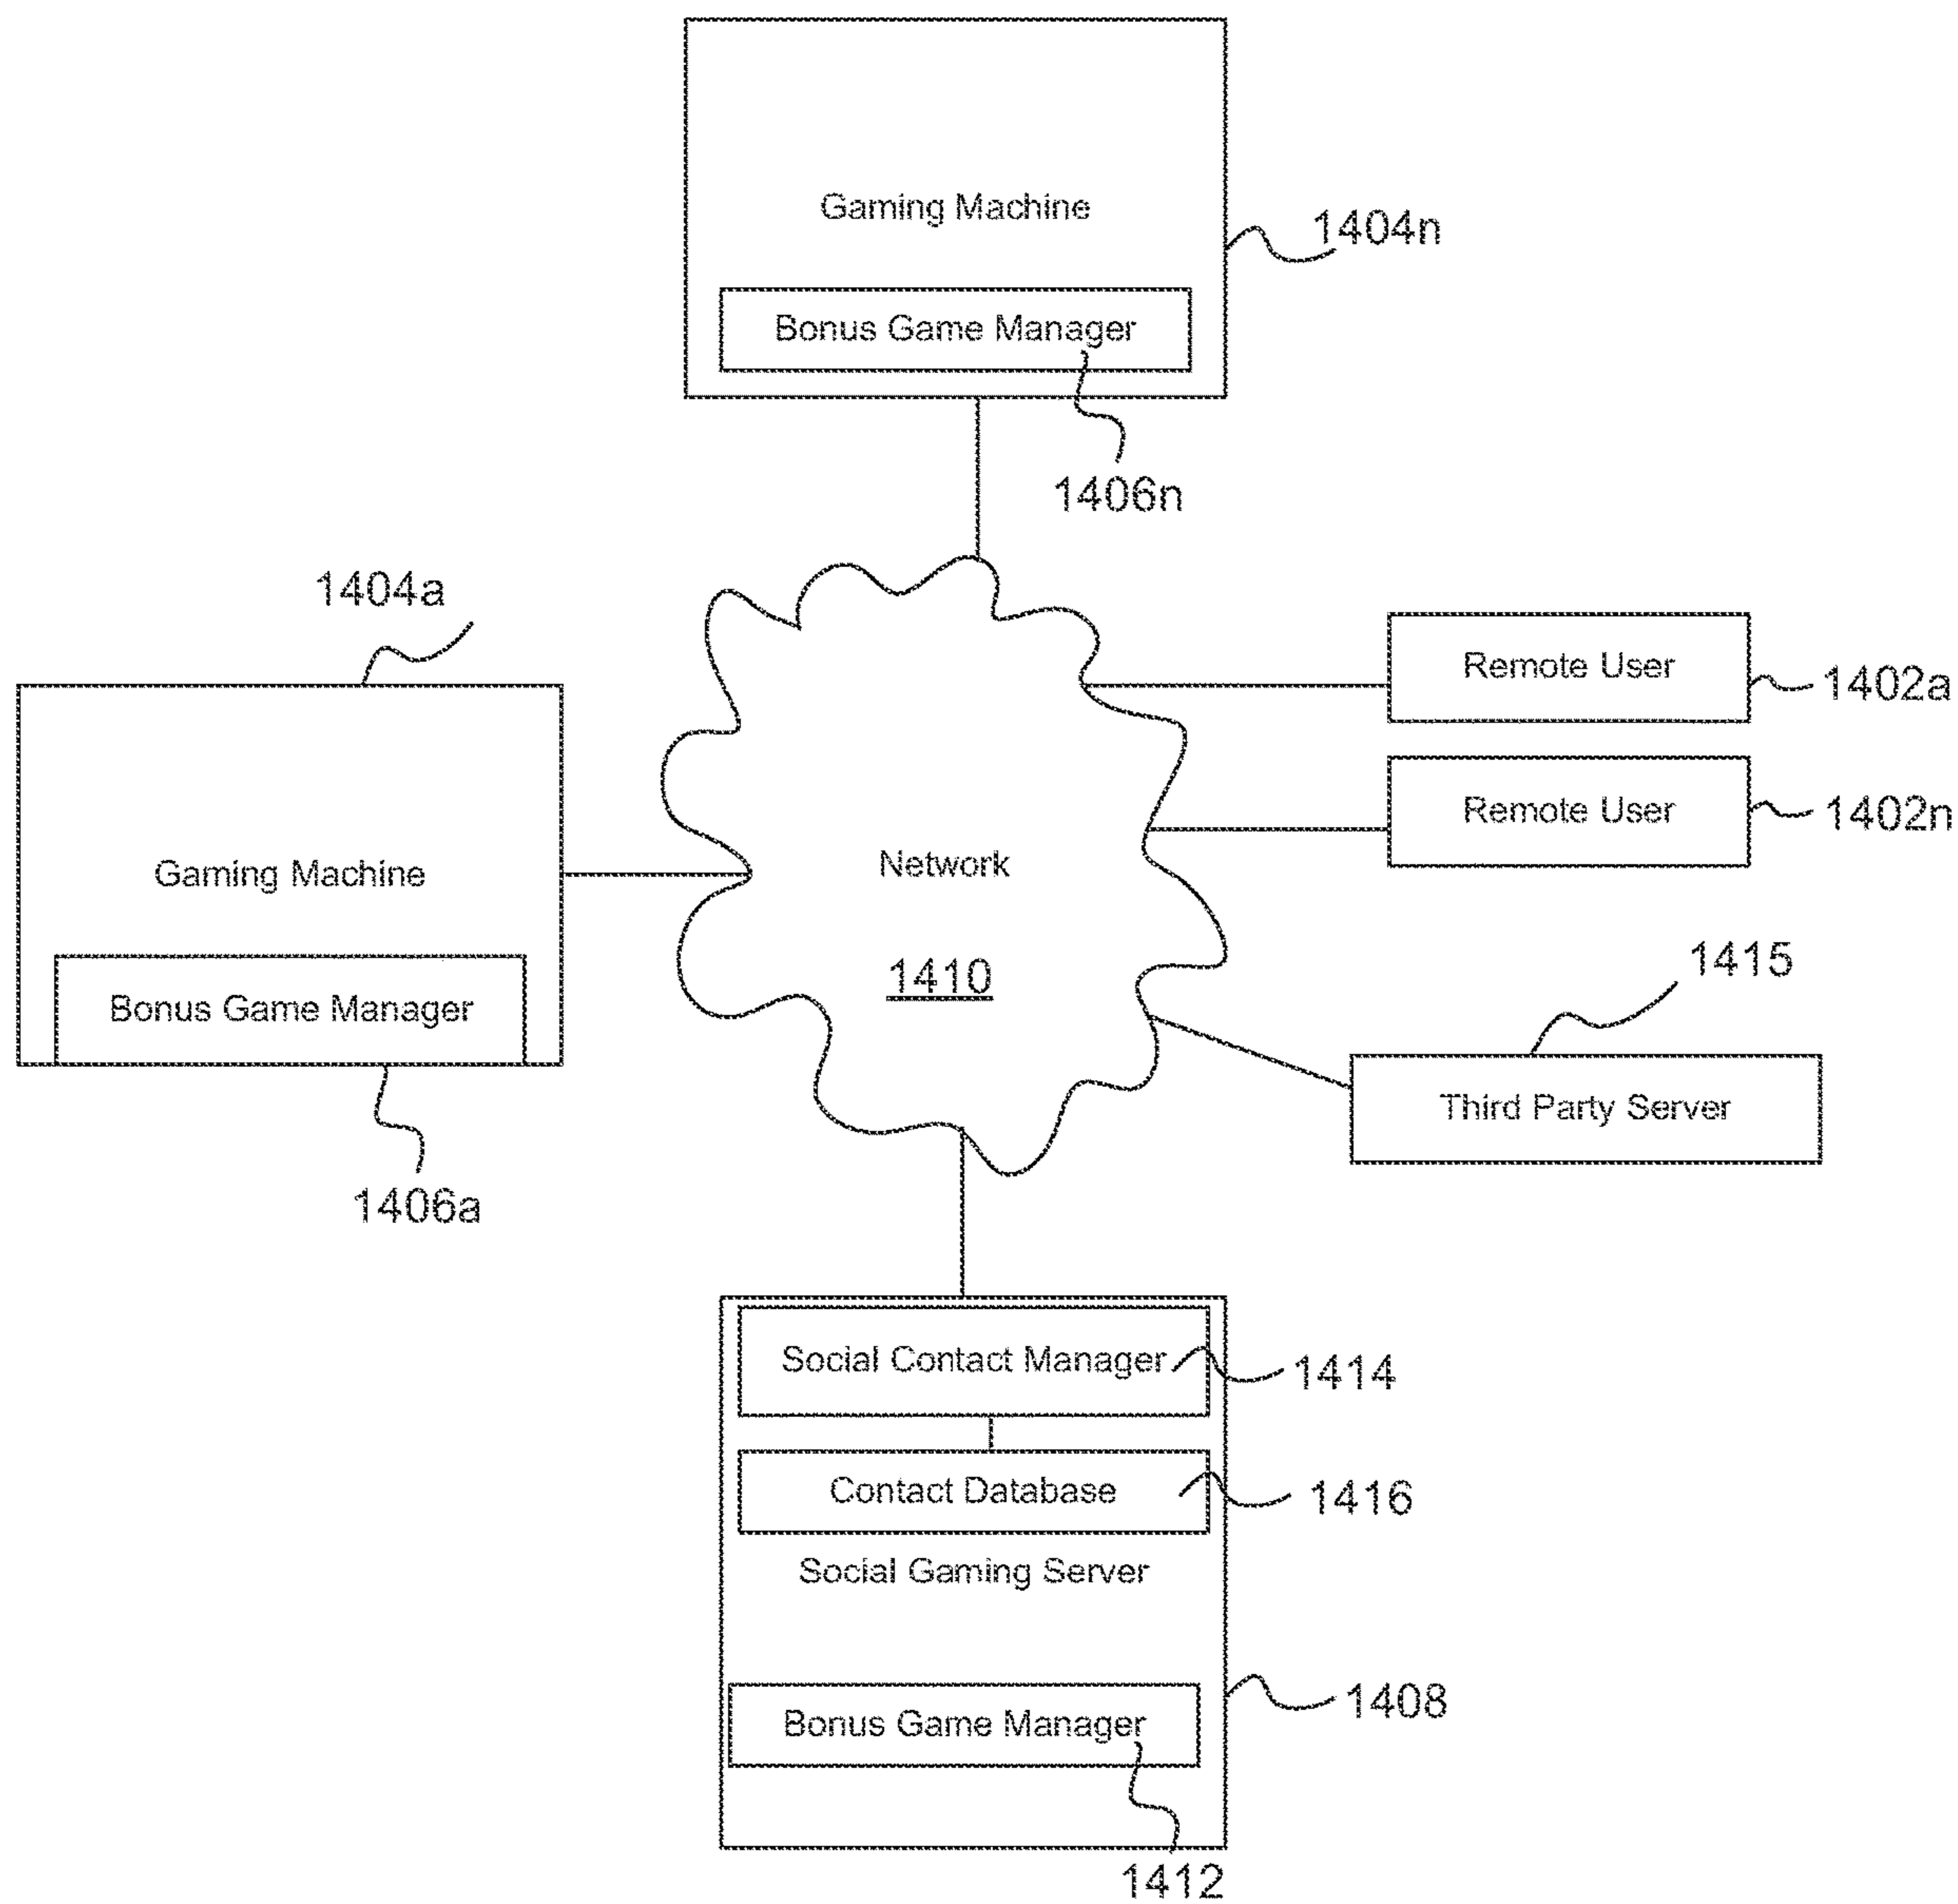 Gaming Machine
1404n
Bonus Game Manager
1406n
1404a
Gaming Machine
Bonus Game Manager
1406a
Network
1410
Remote User
1402a
Remote User
1402n
1415
Third Party Server
Social Contact Manager
1414
Contact Database
1416
Social Gaming Server
1408
Bonus Game Manager
1412